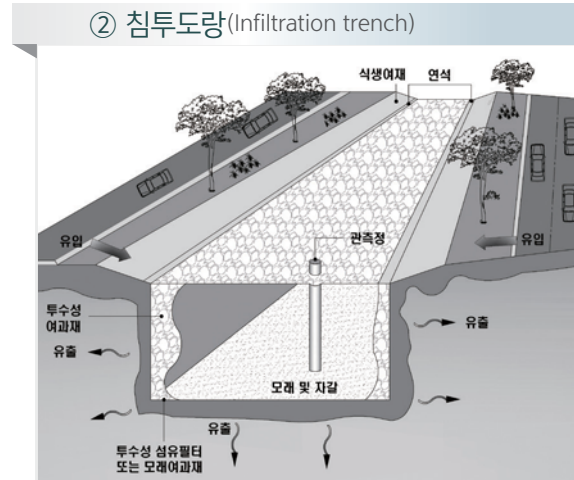 ② 침투도랑(Infiltration trench)
식생여재
연석
유입
관측정
유입
투수성
여과재
유출
유출
모래 및 자갈
유출
투수성 섬유필터
또는 모래여과재